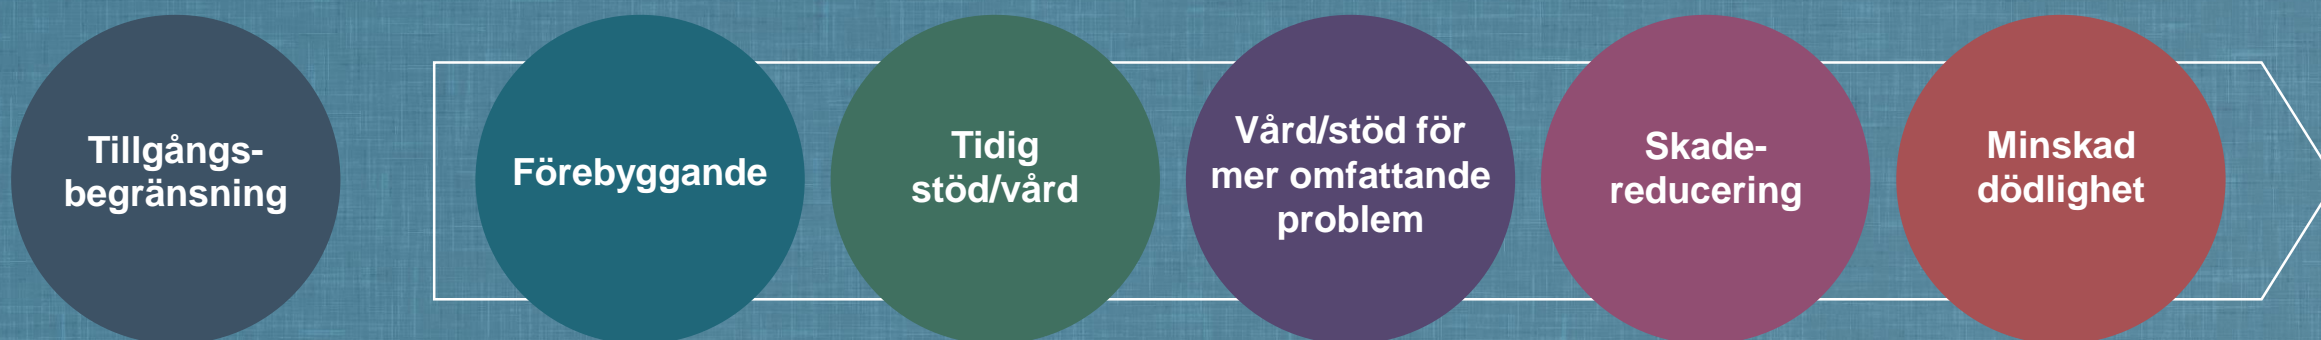 Tillgångs-
begränsning
Förebyggande
Tidig
stöd/vård
Vård/stöd för
mer omfattande
problem
Skade-
reducering
Minskad
dödlighet